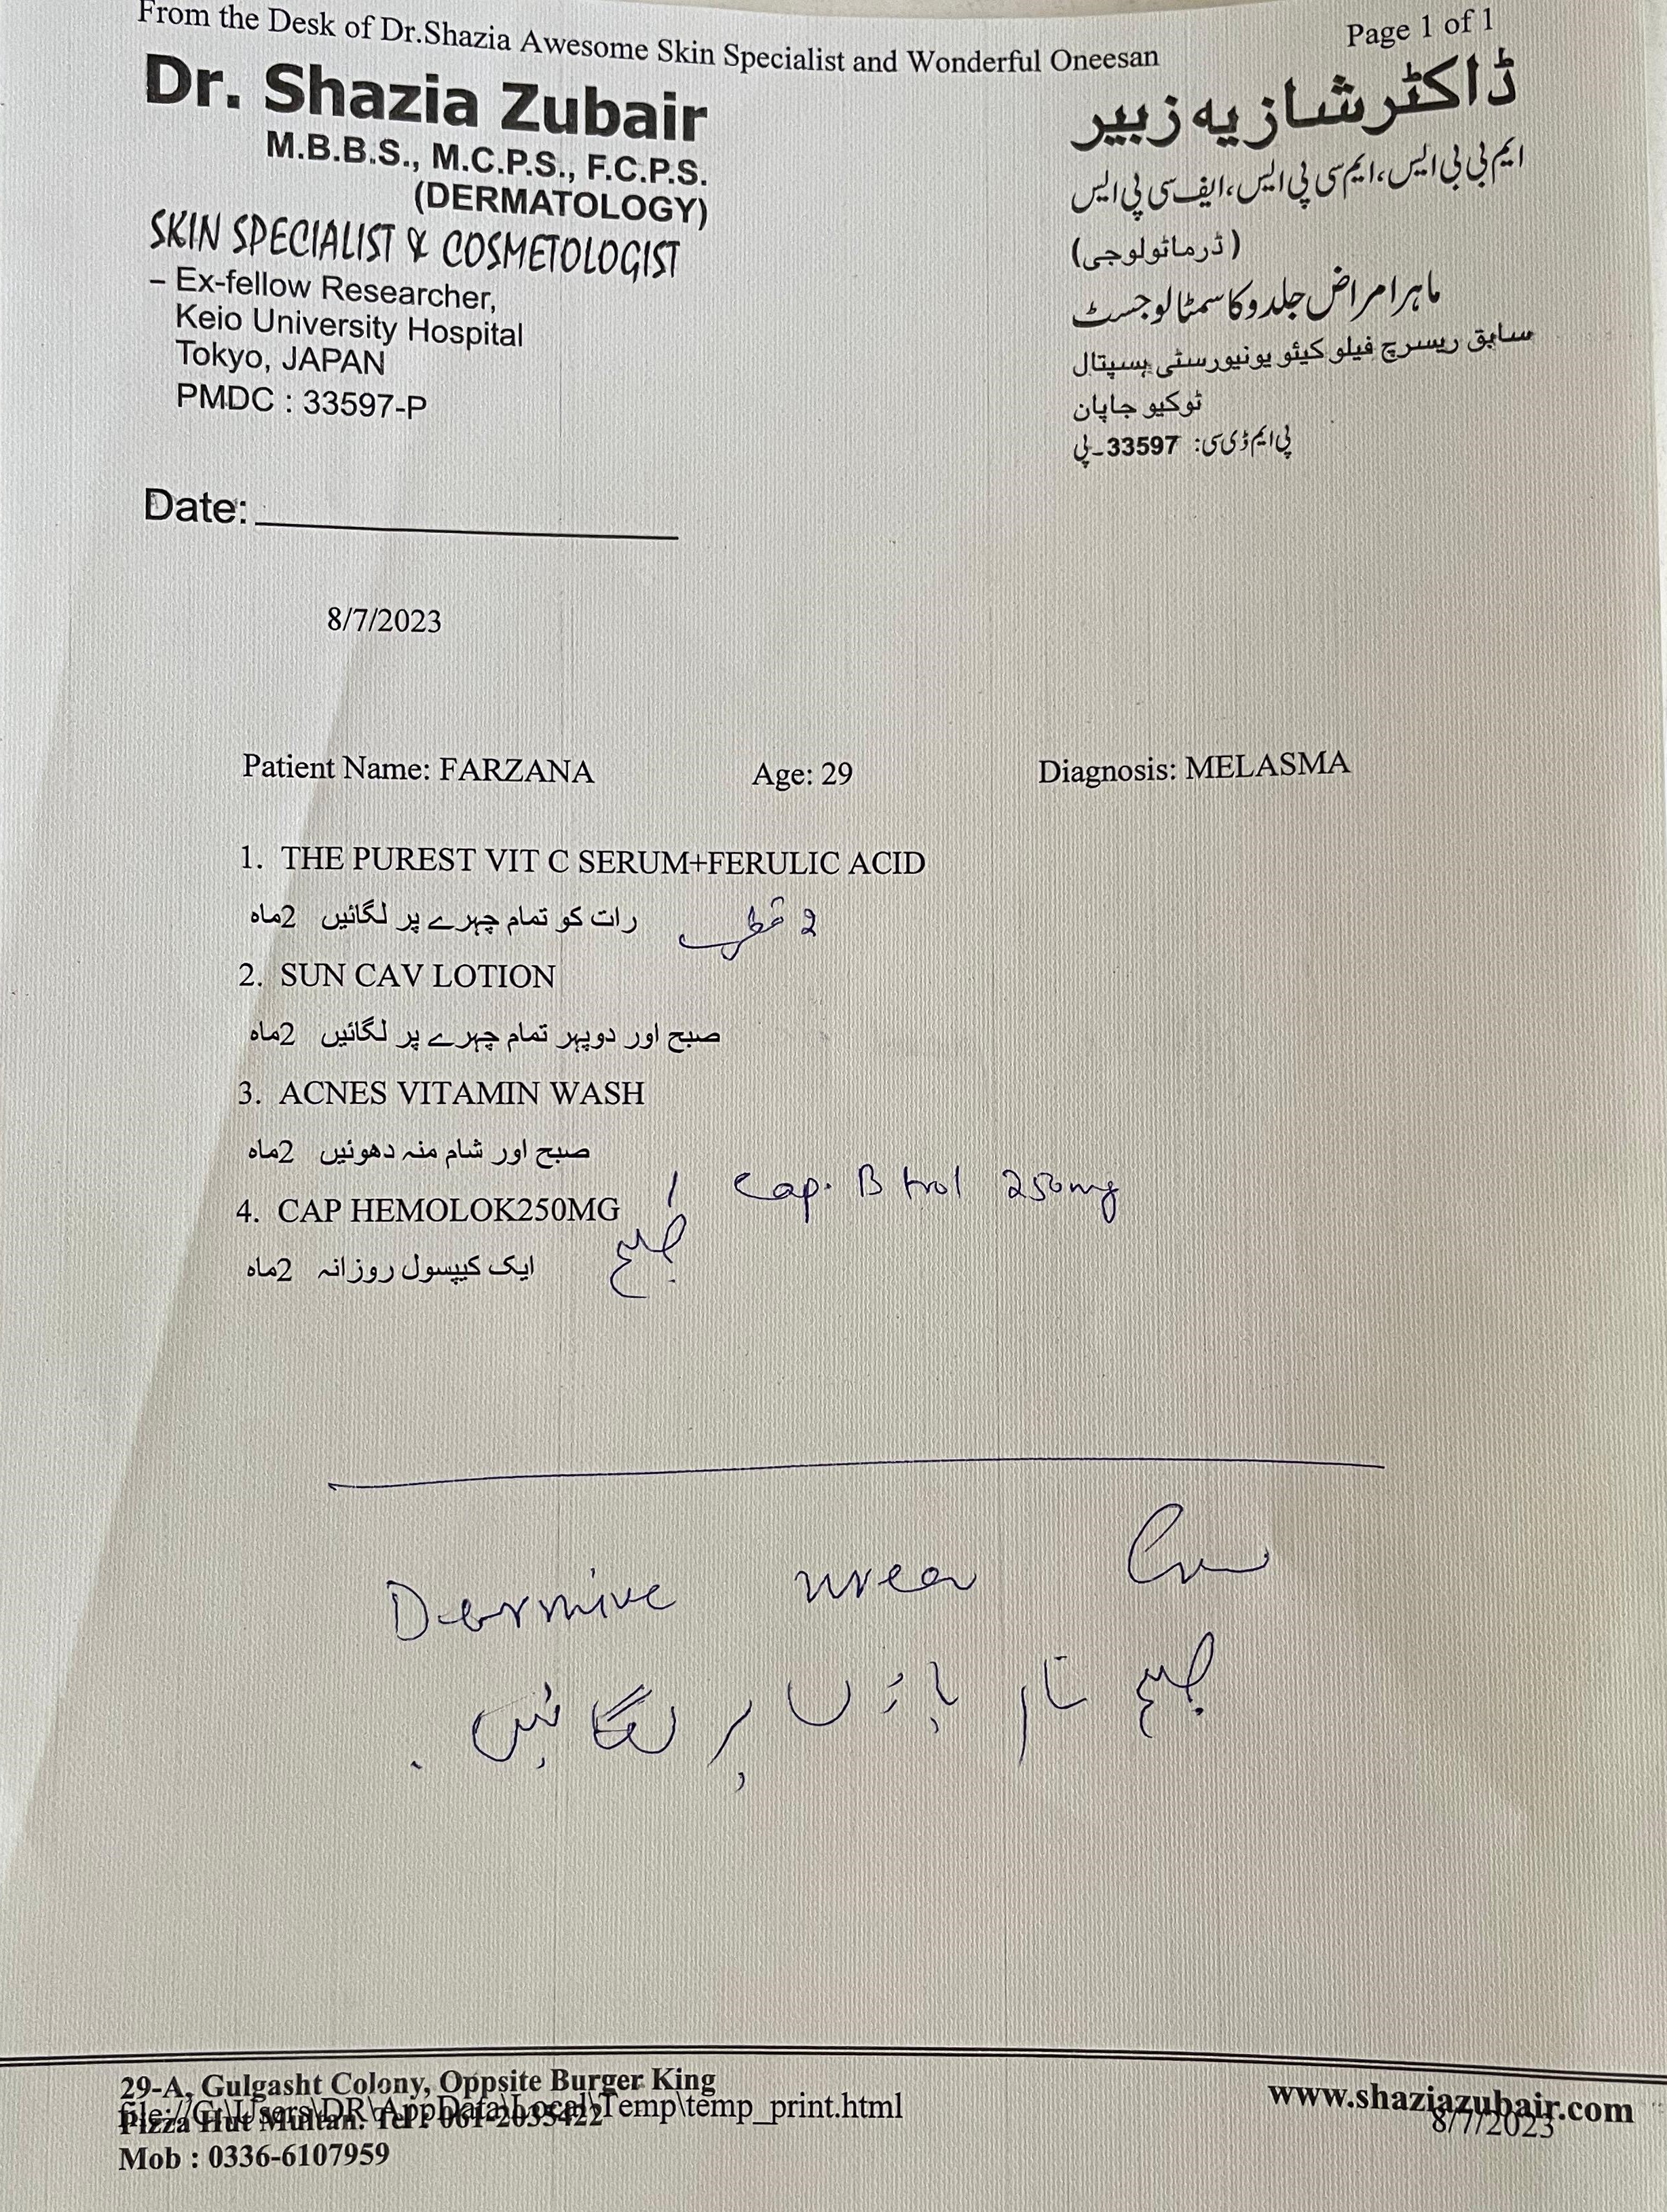 From the Desk of Dr.Shazia Awesome Skin Specialist and Wonderful Oneesan
Page 1 of 1
Dr. Shazia Zubair
M.B.B.S., M.C.P.S., F.C.P.S.
(DERMATOLOGY)
SKIN SPECIALIST & COSMETOLOGIST
– Ex-fellow Researcher,
Keio University Hospital
Tokyo, JAPAN
PMDC : 33597-P
ڈاکٹر شازیہ زبیر
ایم بی بی ایس، ایم سی پی ایس، ایف سی پی ایس
(ڈرماٹولوجی)
ماہر امراض جلد و کاسمٹالوجسٹ
سابق ریسرچ فیلو کیئو یونیورسٹی ہسپتال
ٹوکیو جاپان
پی ایم ڈی سی: 33597 ـ پی
Date:
8/7/2023
Patient Name: FARZANA Age: 29 Diagnosis: MELASMA
1. THE PUREST VIT C SERUM+FERULIC ACID
رات کو تمام چہرے پر لگائیں 2ماہ
2 قطرے
2. SUN CAV LOTION
صبح اور دوپہر تمام چہرے پر لگائیں 2ماہ
3. ACNES VITAMIN WASH
صبح اور شام منہ دھوئیں 2ماہ
4. CAP HEMOLOK250MG / Cap. B trol 250mg
ایک کیپسول روزانہ 2ماہ
صبح
Dermive urea
صبح پاؤں پر لگائیں .
29-A, Gulgasht Colony, Oppsite Burger King
Pizza Hut Multan. Tel : 061-2035422
file://C:\Users\DR\AppData\Local\Temp\temp_print.html
Mob : 0336-6107959
www.shaziazubair.com
8/7/2023